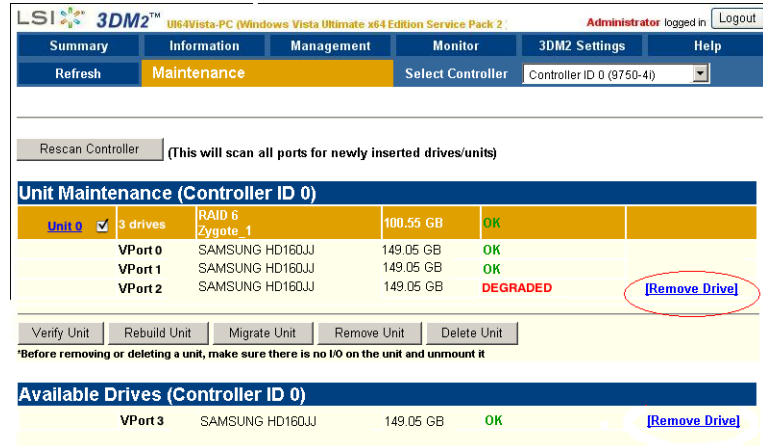 LSI 3DM2™ UI64Vista-PC (Windows Vista Ultimate x64 Edition Service Pack 2) Administrator logged in Logout
Summary Information Management Monitor 3DM2 Settings Help
Refresh Maintenance Select Controller Controller ID 0 (9750-4i)
Rescan Controller (This will scan all ports for newly inserted drives/units)
Unit Maintenance (Controller ID 0)
Unit 0 3 drives RAID 6 100.55 GB OK
Zygote_1
VPort 0 SAMSUNG HD160JJ 149.05 GB OK
VPort 1 SAMSUNG HD160JJ 149.05 GB OK
VPort 2 SAMSUNG HD160JJ 149.05 GB DEGRADED [Remove Drive]
Verify Unit Rebuild Unit Migrate Unit Remove Unit Delete Unit
*Before removing or deleting a unit, make sure there is no I/O on the unit and unmount it
Available Drives (Controller ID 0)
VPort 3 SAMSUNG HD160JJ 149.05 GB OK [Remove Drive]